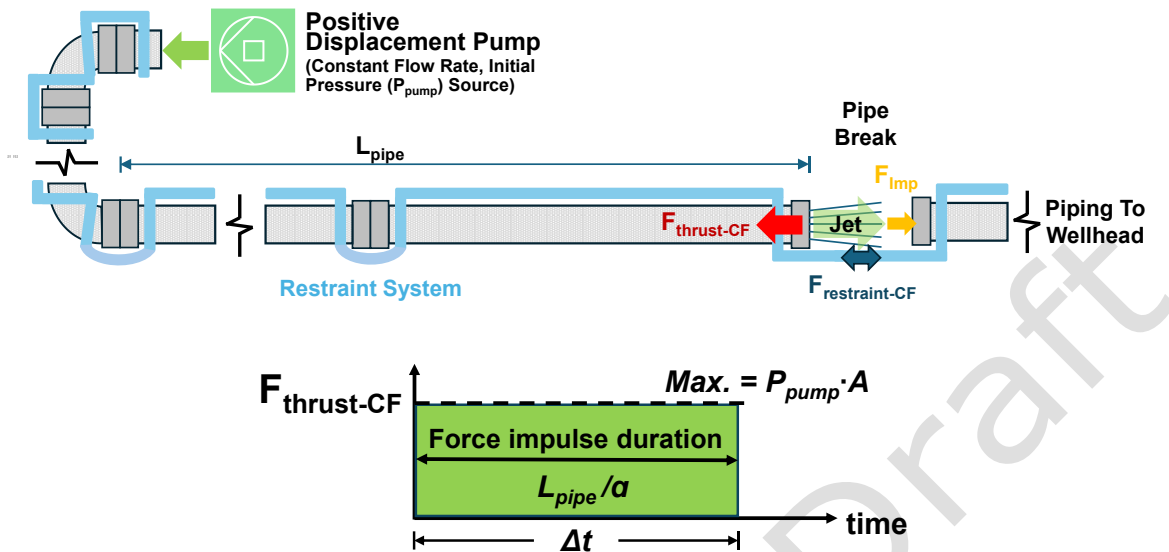 Positive
Displacement Pump
(Constant Flow Rate, Initial
Pressure (Ppump) Source)
Pipe
Break
Lpipe
FImp
Fthrust-CF
Jet
Piping To
Wellhead
Restraint System
Frestraint-CF
Fthrust-CF
Max. = Ppump·A
Force impulse duration
Lpipe/a
time
Δt
Draft